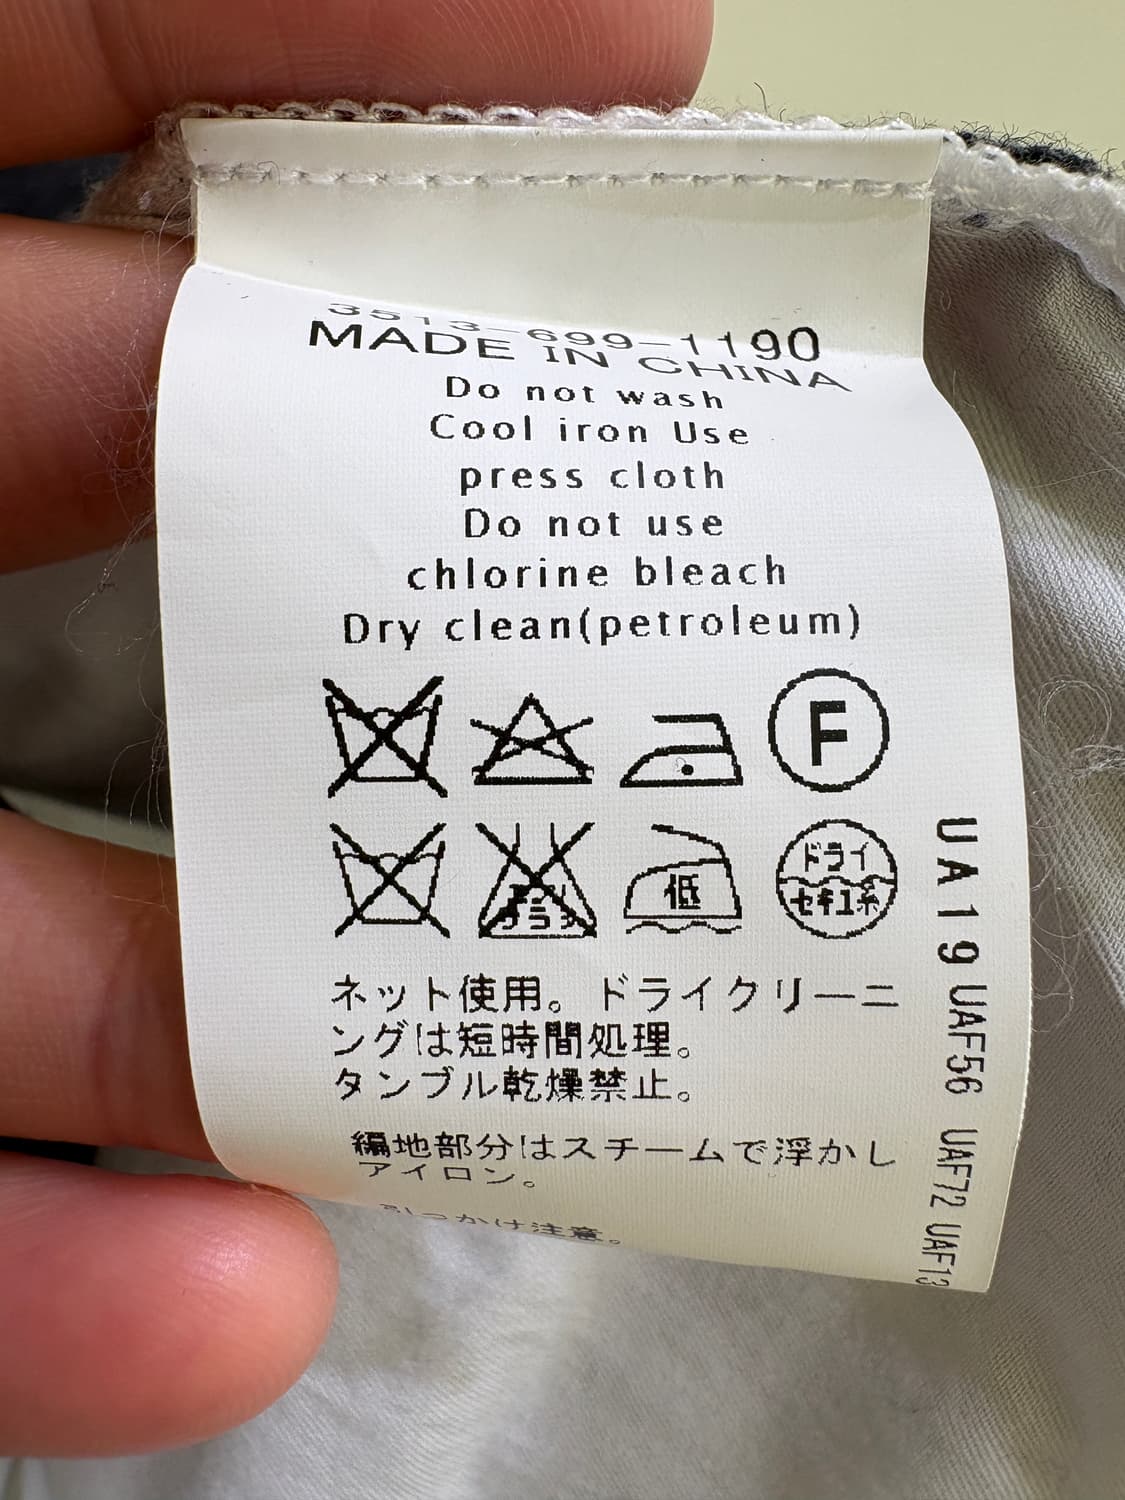 3513-699-1190
MADE IN CHINA
Do not wash
Cool iron Use
press cloth
Do not use
chlorine bleach
Dry clean(petroleum)
F
低
ドライ
セキユ系
ネット使用。ドライクリーニ
ングは短時間処理。
タンブル乾燥禁止。
編地部分はスチームで浮かし
アイロン。
引っかけ注意。
UA19 UAF56 UAF72 UAF13